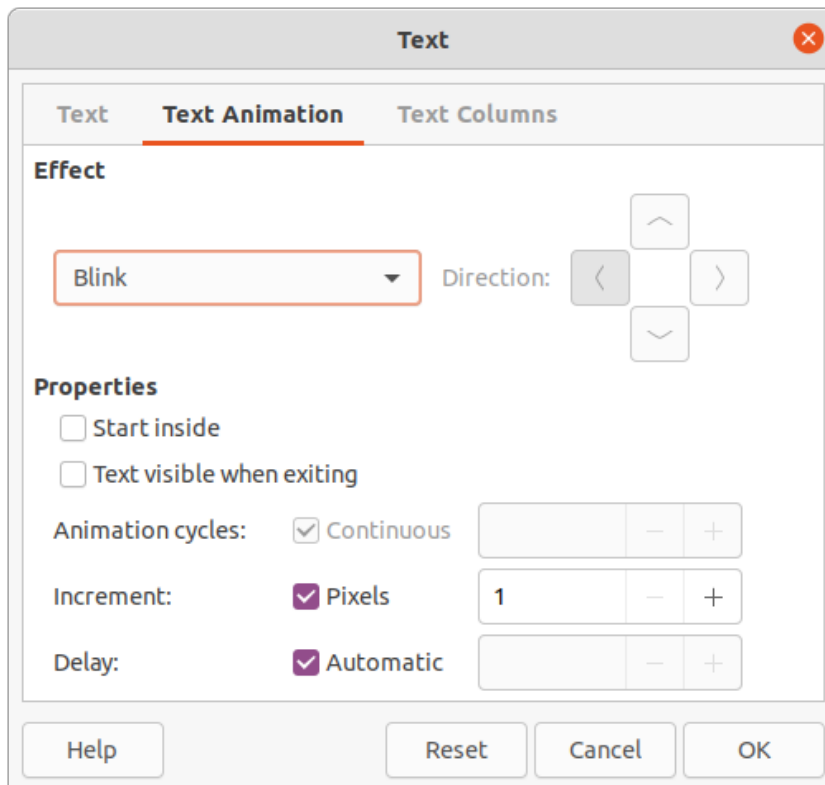 Text
Text Text Animation Text Columns
Effect
Blink Direction:
Properties
Start inside
Text visible when exiting
Animation cycles: Continuous
Increment: Pixels 1
Delay: Automatic
Help Reset Cancel OK